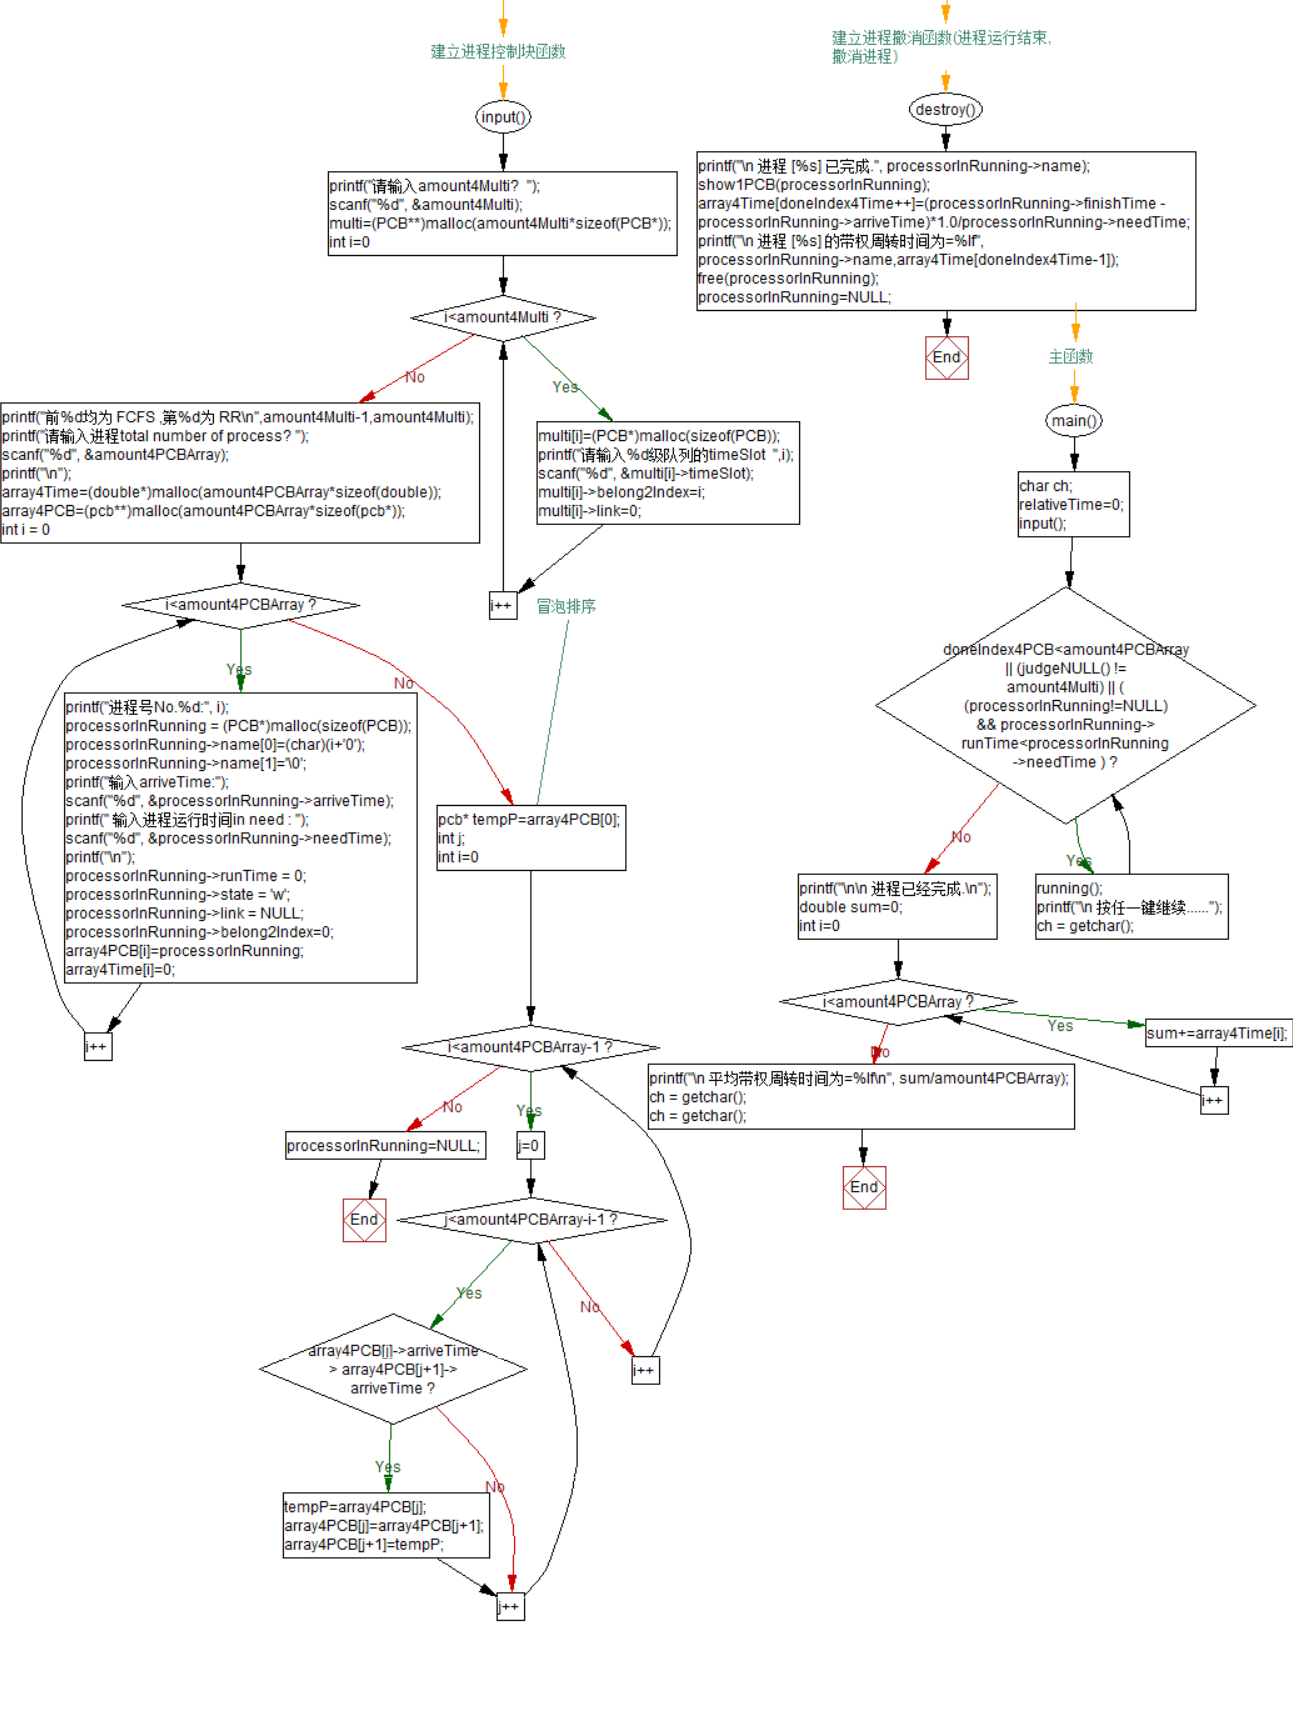 建立进程控制块函数
input()
printf("请输入amount4Multi?  ");
scanf("%d", &amount4Multi);
multi=(PCB**)malloc(amount4Multi*sizeof(PCB*));
int i=0
i<amount4Multi ?
No
Yes
printf("前%d均为 FCFS ,第%d为 RR\n",amount4Multi-1,amount4Multi);
printf("请输入进程total number of process? ");
scanf("%d", &amount4PCBArray);
printf("\n");
array4Time=(double*)malloc(amount4PCBArray*sizeof(double));
array4PCB=(pcb**)malloc(amount4PCBArray*sizeof(pcb*));
int i = 0
multi[i]=(PCB*)malloc(sizeof(PCB));
printf("请输入%d级队列的timeSlot  ",i);
scanf("%d", &multi[i]->timeSlot);
multi[i]->belong2Index=i;
multi[i]->link=0;
i++
冒泡排序
i<amount4PCBArray ?
Yes
No
printf("进程号No.%d:", i);
processorInRunning = (PCB*)malloc(sizeof(PCB));
processorInRunning->name[0]=(char)(i+'0');
processorInRunning->name[1]='\0';
printf("输入arriveTime:");
scanf("%d", &processorInRunning->arriveTime);
printf(" 输入进程运行时间in need : ");
scanf("%d", &processorInRunning->needTime);
printf("\n");
processorInRunning->runTime = 0;
processorInRunning->state = 'w';
processorInRunning->link = NULL;
processorInRunning->belong2Index=0;
array4PCB[i]=processorInRunning;
array4Time[i]=0;
i++
pcb* tempP=array4PCB[0];
int j;
int i=0
i<amount4PCBArray-1 ?
No
Yes
processorInRunning=NULL;
End
j=0
j<amount4PCBArray-i-1 ?
Yes
No
i++
array4PCB[j]->arriveTime
> array4PCB[j+1]->
arriveTime ?
Yes
No
tempP=array4PCB[j];
array4PCB[j]=array4PCB[j+1];
array4PCB[j+1]=tempP;
j++
建立进程撤消函数(进程运行结束,
撤消进程)
destroy()
printf("\n 进程 [%s] 已完成.", processorInRunning->name);
show1PCB(processorInRunning);
array4Time[doneIndex4Time++]=(processorInRunning->finishTime -
processorInRunning->arriveTime)*1.0/processorInRunning->needTime;
printf("\n 进程 [%s] 的带权周转时间为=%lf",
processorInRunning->name,array4Time[doneIndex4Time-1]);
free(processorInRunning);
processorInRunning=NULL;
End
主函数
main()
char ch;
relativeTime=0;
input();
doneIndex4PCB<amount4PCBArray
|| (judgeNULL() !=
amount4Multi) || (
(processorInRunning!=NULL)
&& processorInRunning->
runTime<processorInRunning
->needTime ) ?
No
Yes
printf("\n\n 进程已经完成.\n");
double sum=0;
int i=0
running();
printf("\n 按任一键继续......");
ch = getchar();
i<amount4PCBArray ?
Yes
No
sum+=array4Time[i];
i++
printf("\n 平均带权周转时间为=%lf\n", sum/amount4PCBArray);
ch = getchar();
ch = getchar();
End